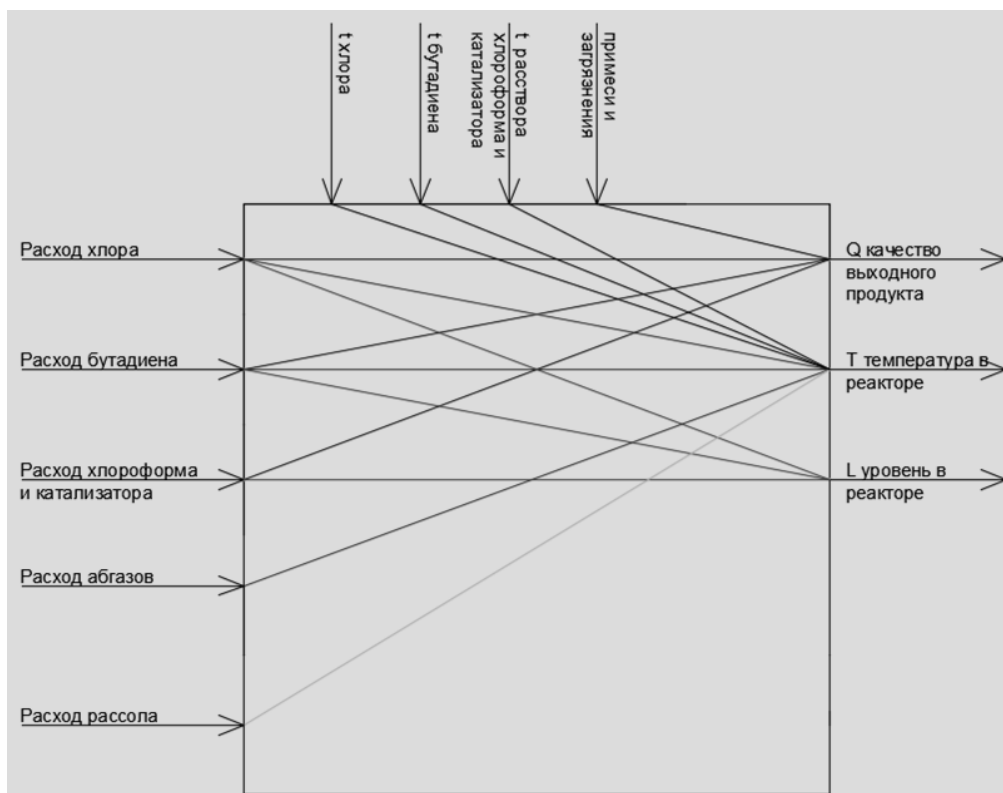 t хлора
t бутадиена
t расствора
хлороформа и
катализатора
примеси и
загрязнения
Расход хлора
Q качество
выходного
продукта
Расход бутадиена
T температура в
реакторе
Расход хлороформа
и катализатора
L уровень в
реакторе
Расход абгазов
Расход рассола